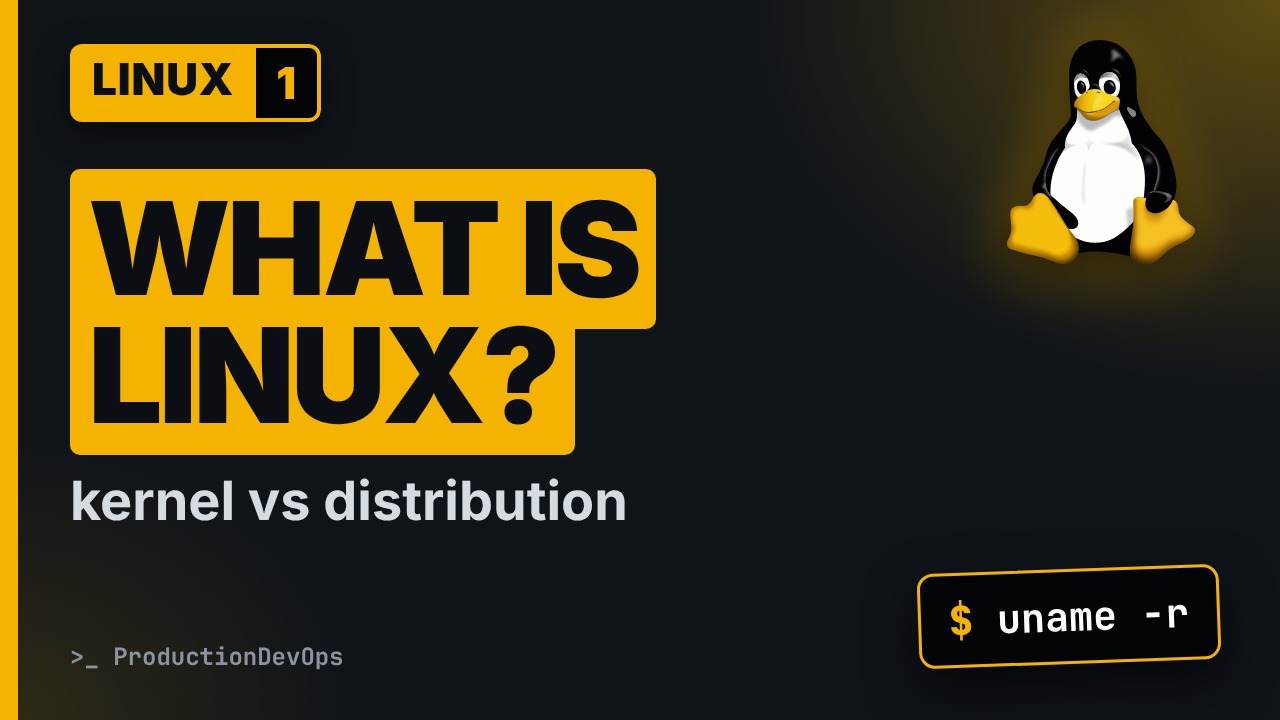 LINUX 1
WHAT IS
LINUX?
kernel vs distribution
$ uname -r
>_ ProductionDevOps